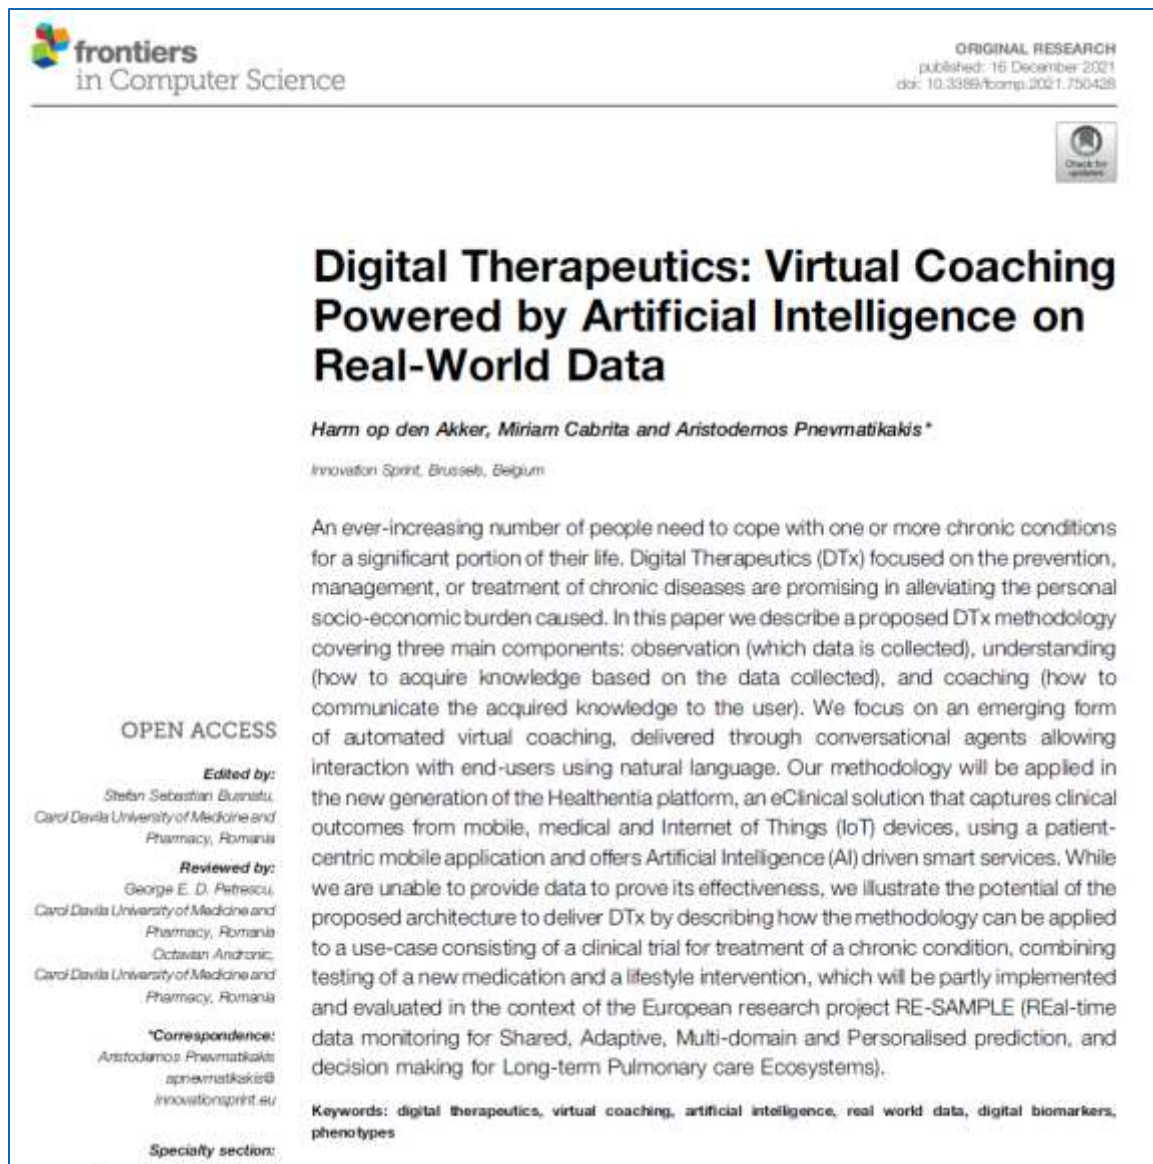 frontiers
in Computer Science
ORIGINAL RESEARCH
published: 16 December 2021
doi: 10.3389/fcomp.2021.750428
Check for
updates
Digital Therapeutics: Virtual Coaching
Powered by Artificial Intelligence on
Real-World Data
Harm op den Akker, Miriam Cabrita and Aristodemos Pnevmatikakis*
Innovation Sprint, Brussels, Belgium
An ever-increasing number of people need to cope with one or more chronic conditions
for a significant portion of their life. Digital Therapeutics (DTx) focused on the prevention,
management, or treatment of chronic diseases are promising in alleviating the personal
socio-economic burden caused. In this paper we describe a proposed DTx methodology
covering three main components: observation (which data is collected), understanding
(how to acquire knowledge based on the data collected), and coaching (how to
communicate the acquired knowledge to the user). We focus on an emerging form
of automated virtual coaching, delivered through conversational agents allowing
interaction with end-users using natural language. Our methodology will be applied in
the new generation of the Healthentia platform, an eClinical solution that captures clinical
outcomes from mobile, medical and Internet of Things (IoT) devices, using a patient-
centric mobile application and offers Artificial Intelligence (AI) driven smart services. While
we are unable to provide data to prove its effectiveness, we illustrate the potential of the
proposed architecture to deliver DTx by describing how the methodology can be applied
to a use-case consisting of a clinical trial for treatment of a chronic condition, combining
testing of a new medication and a lifestyle intervention, which will be partly implemented
and evaluated in the context of the European research project RE-SAMPLE (REal-time
data monitoring for Shared, Adaptive, Multi-domain and Personalised prediction, and
decision making for Long-term Pulmonary care Ecosystems).
Keywords: digital therapeutics, virtual coaching, artificial intelligence, real world data, digital biomarkers,
phenotypes
OPEN ACCESS
Edited by:
Stefan Sebastian Busnatu,
Carol Davila University of Medicine and
Pharmacy, Romania
Reviewed by:
George E. D. Petrescu,
Carol Davila University of Medicine and
Pharmacy, Romania
Octavian Andronic,
Carol Davila University of Medicine and
Pharmacy, Romania
*Correspondence:
Aristodemos Pnevmatikakis
apnevmatikakis@
innovationsprint.eu
Specialty section: